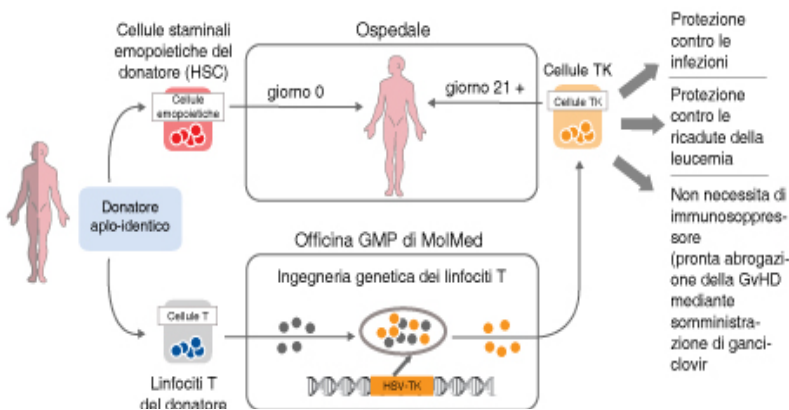 Cellule staminali
emopoietiche del
donatore (HSC)
Cellule
emopoietiche
giorno 0
Ospedale
giorno 21 +
Cellule TK
Cellule TK
Protezione
contro le
infezioni
Protezione
contro le
ricadute della
leucemia
Non necessita di
immunosoppres-
sore
(pronta abrogazi-
one della GvHD
mediante
somministra-
zione di ganci-
clovir
Donatore
aplo-identico
Officina GMP di MolMed
Ingegneria genetica dei linfociti T
Cellule T
HSV-TK
Linfociti T
del donatore